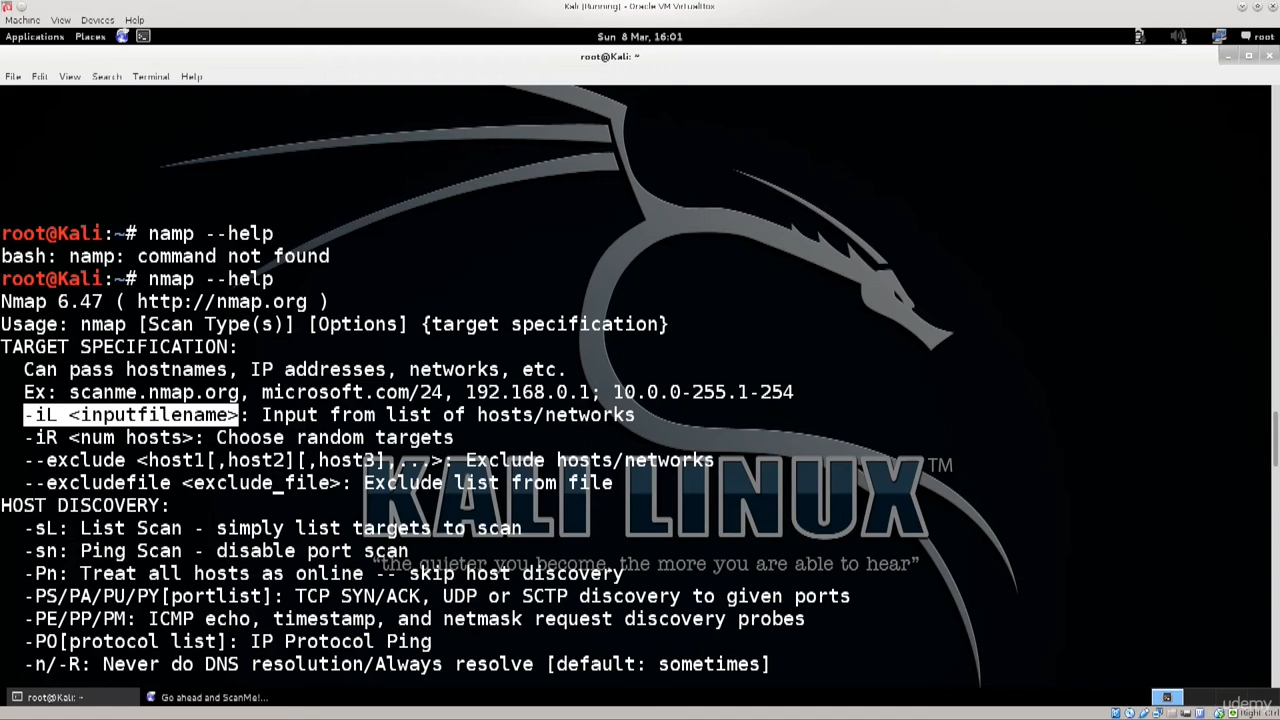 Kali [Running] - Oracle VM VirtualBox
Machine View Devices Help
Applications Places Sun 8 Mar, 16:01 root
root@Kali: ~
File Edit View Search Terminal Help
root@Kali:~# namp --help
bash: namp: command not found
root@Kali:~# nmap --help
Nmap 6.47 ( http://nmap.org )
Usage: nmap [Scan Type(s)] [Options] {target specification}
TARGET SPECIFICATION:
Can pass hostnames, IP addresses, networks, etc.
Ex: scanme.nmap.org, microsoft.com/24, 192.168.0.1; 10.0.0-255.1-254
-iL <inputfilename>: Input from list of hosts/networks
-iR <num hosts>: Choose random targets
--exclude <host1[,host2][,host3],...>: Exclude hosts/networks
--excludefile <exclude_file>: Exclude list from file
HOST DISCOVERY:
-sL: List Scan - simply list targets to scan
-sn: Ping Scan - disable port scan
-Pn: Treat all hosts as online -- skip host discovery
-PS/PA/PU/PY[portlist]: TCP SYN/ACK, UDP or SCTP discovery to given ports
-PE/PP/PM: ICMP echo, timestamp, and netmask request discovery probes
-PO[protocol list]: IP Protocol Ping
-n/-R: Never do DNS resolution/Always resolve [default: sometimes]
KALI LINUX TM
"the quieter you become, the more you are able to hear"
root@Kali: ~ Go ahead and ScanMe!...
udemy
Right Ctrl